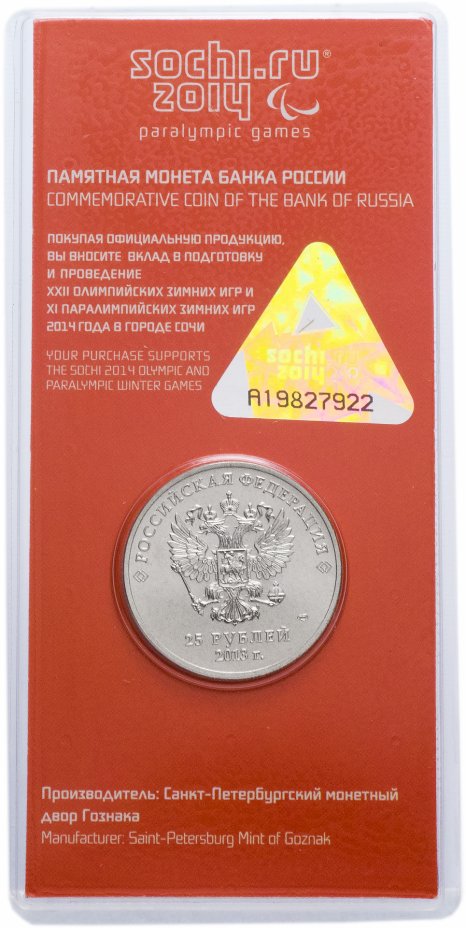 sochi.ru®
2014
paralympic games
ПАМЯТНАЯ МОНЕТА БАНКА РОССИИ
COMMEMORATIVE COIN OF THE BANK OF RUSSIA
ПОКУПАЯ ОФИЦИАЛЬНУЮ ПРОДУКЦИЮ,
ВЫ ВНОСИТЕ ВКЛАД В ПОДГОТОВКУ
И ПРОВЕДЕНИЕ
XXII ОЛИМПИЙСКИХ ЗИМНИХ ИГР И
XI ПАРАЛИМПИЙСКИХ ЗИМНИХ ИГР
2014 ГОДА В ГОРОДЕ СОЧИ
YOUR PURCHASE SUPPORTS
THE SOCHI 2014 OLYMPIC AND
PARALYMPIC WINTER GAMES
sochi.ru
2014
A19827922
РОССИЙСКАЯ ФЕДЕРАЦИЯ
25 РУБЛЕЙ
2013 г.
Производитель: Санкт-Петербургский монетный
двор Гознака
Manufacturer: Saint-Petersburg Mint of Goznak